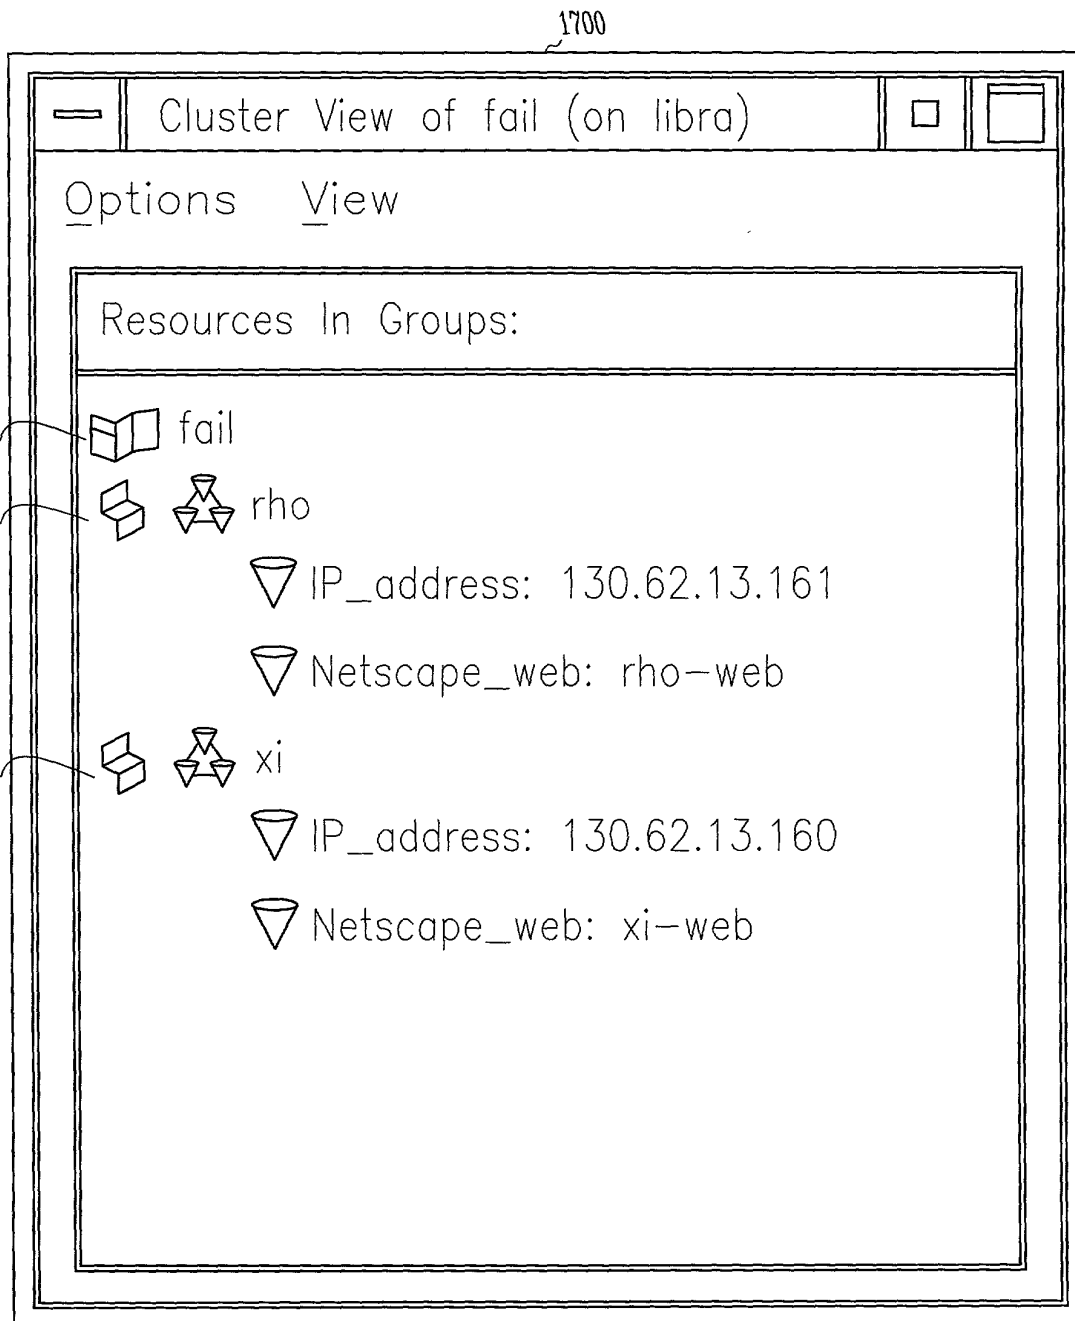 1700
Cluster View of fail (on libra)
Options View
Resources In Groups:
fail
rho
IP_address: 130.62.13.161
Netscape_web: rho-web
xi
IP_address: 130.62.13.160
Netscape_web: xi-web